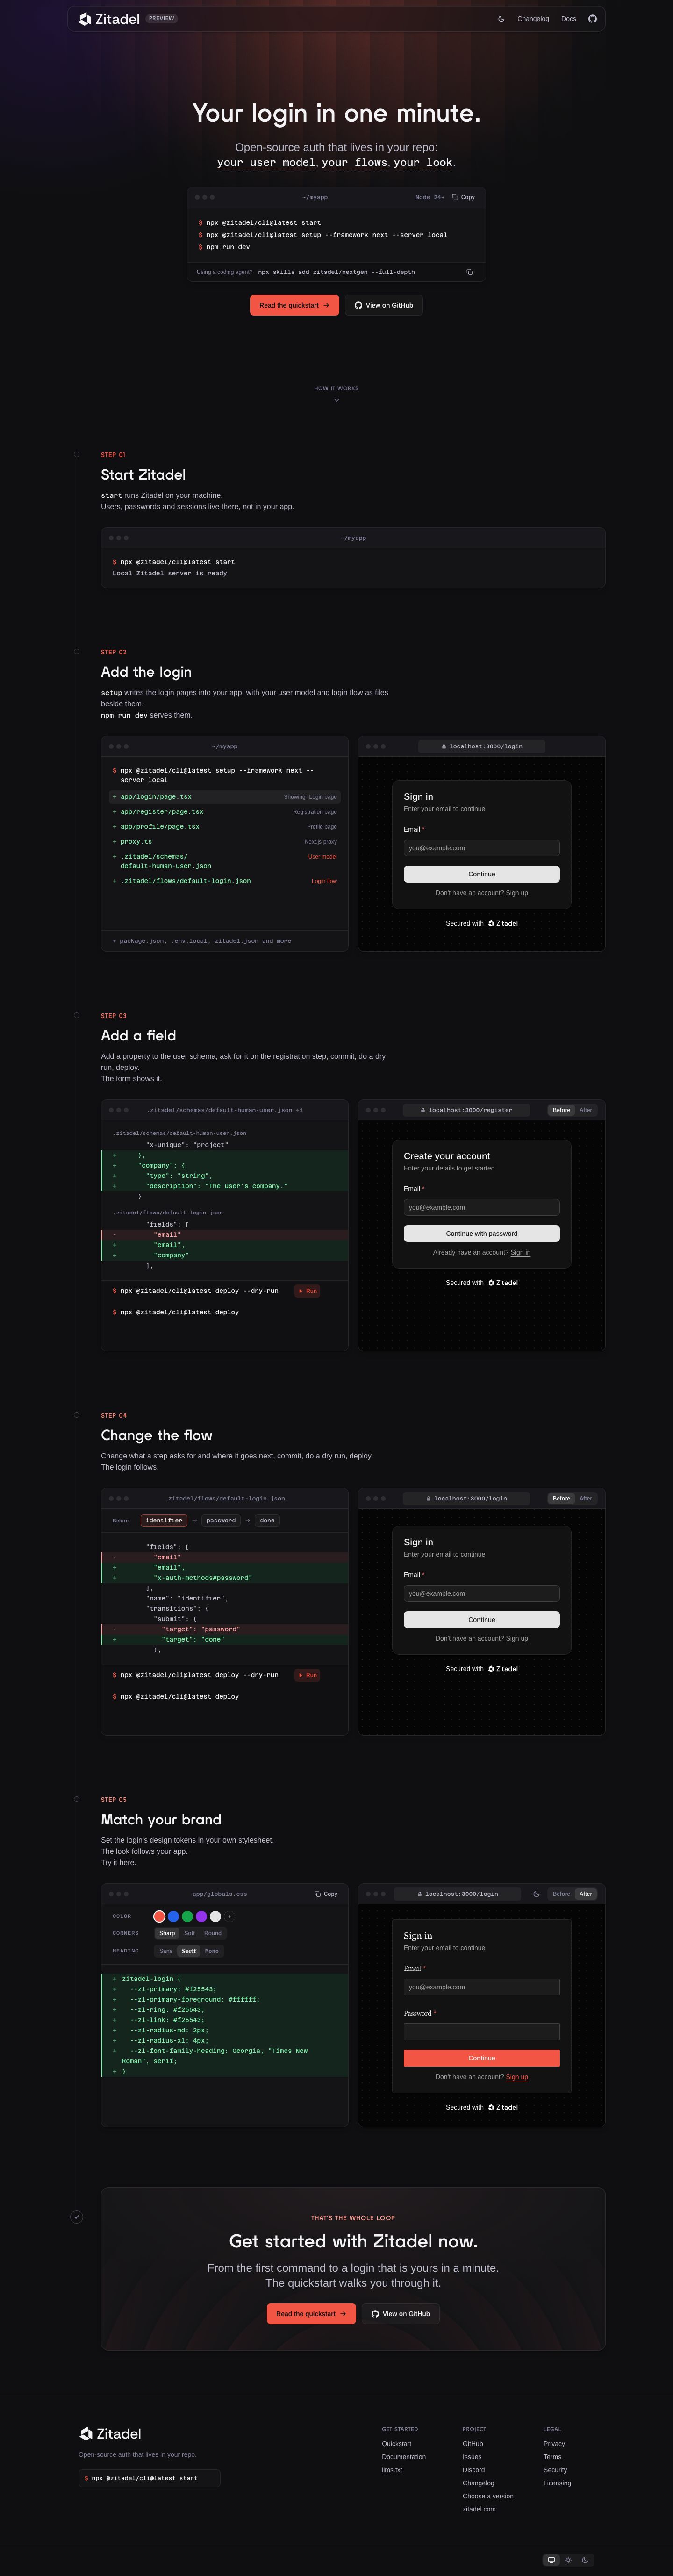 Zitadel PREVIEW Changelog Docs
Your login in one minute.
Open-source auth that lives in your repo:
your user model, your flows, your look.
~/myapp Node 24+ Copy
$ npx @zitadel/cli@latest start
$ npx @zitadel/cli@latest setup --framework next --server local
$ npm run dev
Using a coding agent? npx skills add zitadel/nextgen --full-depth
Read the quickstart → View on GitHub
HOW IT WORKS
STEP 01
Start Zitadel
start runs Zitadel on your machine.
Users, passwords and sessions live there, not in your app.
~/myapp
$ npx @zitadel/cli@latest start
Local Zitadel server is ready
STEP 02
Add the login
setup writes the login pages into your app, with your user model and login flow as files
beside them.
npm run dev serves them.
~/myapp
$ npx @zitadel/cli@latest setup --framework next --
server local
+ app/login/page.tsx Showing Login page
+ app/register/page.tsx Registration page
+ app/profile/page.tsx Profile page
+ proxy.ts Next.js proxy
+ .zitadel/schemas/
default-human-user.json User model
+ .zitadel/flows/default-login.json Login flow
+ package.json, .env.local, zitadel.json and more
localhost:3000/login
Sign in
Enter your email to continue
Email *
you@example.com
Continue
Don't have an account? Sign up
Secured with Zitadel
STEP 03
Add a field
Add a property to the user schema, ask for it on the registration step, commit, do a dry
run, deploy.
The form shows it.
.zitadel/schemas/default-human-user.json +1
.zitadel/schemas/default-human-user.json
"x-unique": "project"
+ },
+ "company": {
+ "type": "string",
+ "description": "The user's company."
}
.zitadel/flows/default-login.json
"fields": [
- "email"
+ "email",
+ "company"
],
$ npx @zitadel/cli@latest deploy --dry-run Run
$ npx @zitadel/cli@latest deploy
localhost:3000/register Before After
Create your account
Enter your details to get started
Email *
you@example.com
Continue with password
Already have an account? Sign in
Secured with Zitadel
STEP 04
Change the flow
Change what a step asks for and where it goes next, commit, do a dry run, deploy.
The login follows.
.zitadel/flows/default-login.json
Before identifier → password → done
"fields": [
- "email"
+ "email",
+ "x-auth-methods#password"
],
"name": "identifier",
"transitions": {
"submit": {
- "target": "password"
+ "target": "done"
},
$ npx @zitadel/cli@latest deploy --dry-run Run
$ npx @zitadel/cli@latest deploy
localhost:3000/login Before After
Sign in
Enter your email to continue
Email *
you@example.com
Continue
Don't have an account? Sign up
Secured with Zitadel
STEP 05
Match your brand
Set the login's design tokens in your own stylesheet.
The look follows your app.
Try it here.
app/globals.css Copy
COLOR +
CORNERS Sharp Soft Round
HEADING Sans Serif Mono
+ zitadel-login {
+ --zl-primary: #f25543;
+ --zl-primary-foreground: #ffffff;
+ --zl-ring: #f25543;
+ --zl-link: #f25543;
+ --zl-radius-md: 2px;
+ --zl-radius-xl: 4px;
+ --zl-font-family-heading: Georgia, "Times New
Roman", serif;
+ }
localhost:3000/login Before After
Sign in
Enter your email to continue
Email *
you@example.com
Password *
Continue
Don't have an account? Sign up
Secured with Zitadel
THAT'S THE WHOLE LOOP
Get started with Zitadel now.
From the first command to a login that is yours in a minute.
The quickstart walks you through it.
Read the quickstart → View on GitHub
Zitadel
Open-source auth that lives in your repo.
$ npx @zitadel/cli@latest start
GET STARTED
Quickstart
Documentation
llms.txt
PROJECT
GitHub
Issues
Discord
Changelog
Choose a version
zitadel.com
LEGAL
Privacy
Terms
Security
Licensing